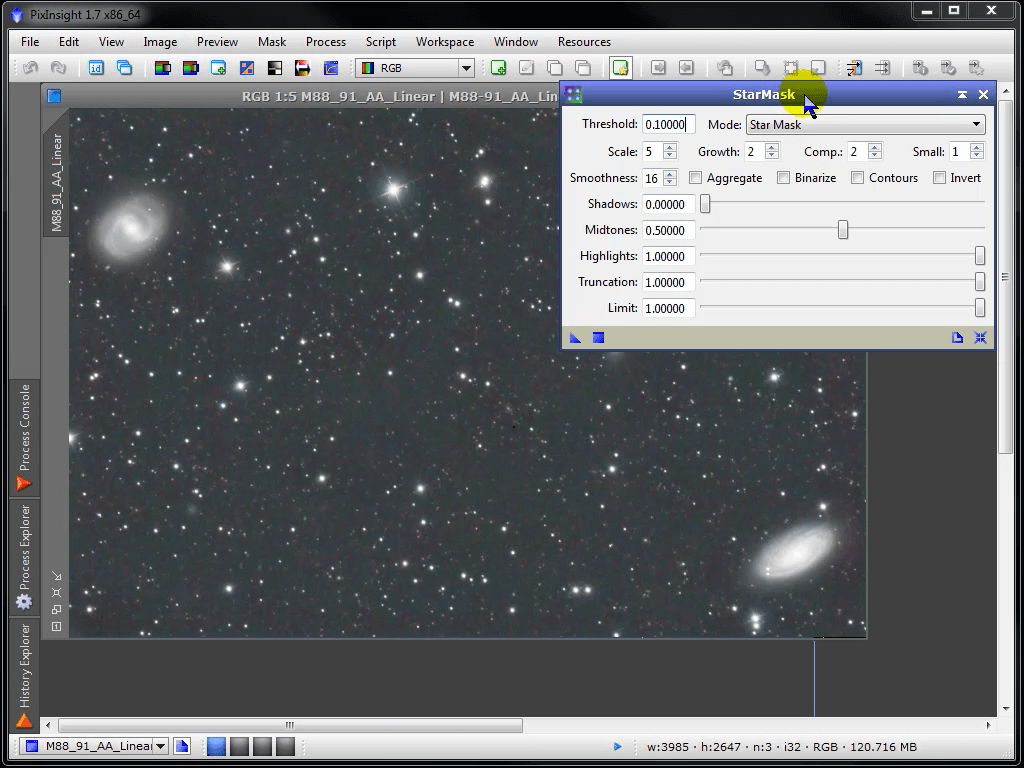 PixInsight 1.7 x86_64
File Edit View Image Preview Mask Process Script Workspace Window Resources
id RGB
RGB 1:5 M88_91_AA_Linear | M88-91_AA_Lin
StarMask
M88_91_AA_Linear
Threshold: 0.10000 Mode: Star Mask
Scale: 5 Growth: 2 Comp.: 2 Small: 1
Smoothness: 16 Aggregate Binarize Contours Invert
Shadows: 0.00000
Midtones: 0.50000
Highlights: 1.00000
Truncation: 1.00000
Limit: 1.00000
Process Console
Process Explorer
History Explorer
M88_91_AA_Linear w:3985 · h:2647 · n:3 · i32 · RGB · 120.716 MB